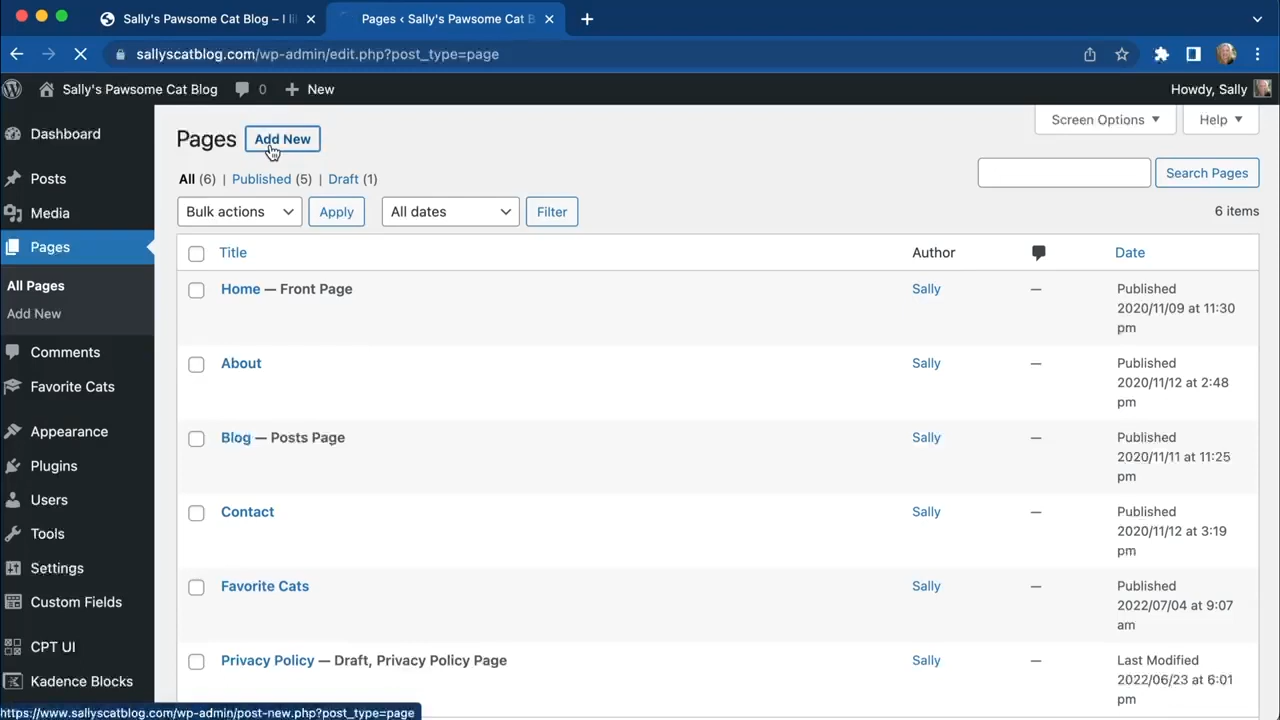 Sally's Pawsome Cat Blog – I li
Pages ‹ Sally's Pawsome Cat B
sallyscatblog.com/wp-admin/edit.php?post_type=page
Sally's Pawsome Cat Blog 0 + New Howdy, Sally
Dashboard
Posts
Media
Pages
All Pages
Add New
Comments
Favorite Cats
Appearance
Plugins
Users
Tools
Settings
Custom Fields
CPT UI
Kadence Blocks
Screen Options Help
Pages Add New
All (6) | Published (5) | Draft (1)
Search Pages
Bulk actions Apply All dates Filter
6 items
Title Author Date
Home — Front Page Sally — Published
2020/11/09 at 11:30
pm
About Sally — Published
2020/11/12 at 2:48
pm
Blog — Posts Page Sally — Published
2020/11/11 at 11:25
pm
Contact Sally — Published
2020/11/12 at 3:19
pm
Favorite Cats Sally — Published
2022/07/04 at 9:07
am
Privacy Policy — Draft, Privacy Policy Page Sally — Last Modified
2022/06/23 at 6:01
pm
https://www.sallyscatblog.com/wp-admin/post-new.php?post_type=page